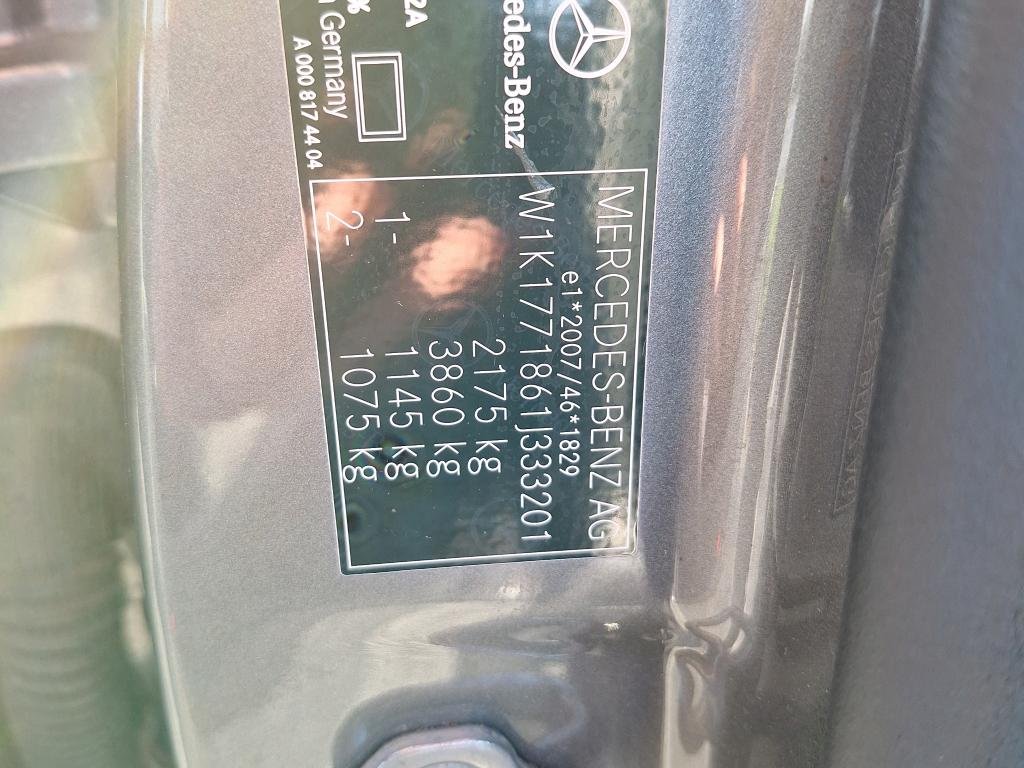 MERCEDES-BENZ AG
e1*2007/46*1829
W1K1771861J333201
2175 kg
3860 kg
1- 1145 kg
2- 1075 kg
edes-Benz
2A
%
Germany
A 000 817 44 04